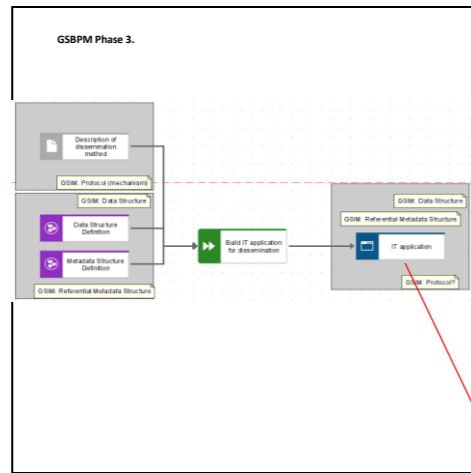 GSBPM Phase 3.
Description of
dissemination
method
GSIM: Protocol (mechanism)
GSIM: Data Structure
Data Structure
Definition
Metadata Structure
Definition
GSIM: Referential Metadata Structure
Build IT application
for dissemination
GSIM: Data Structure
GSIM: Referential Metadata Structure
IT application
GSIM: Protocol?